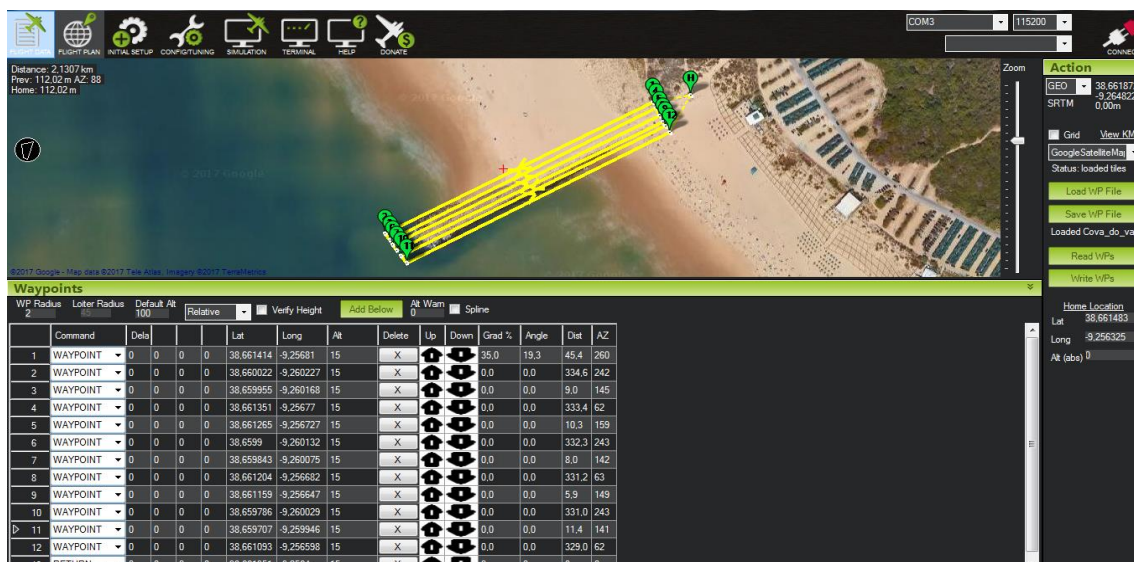 COM3 115200
FLIGHT DATA FLIGHT PLAN INITIAL SETUP CONFIG/TUNING SIMULATION TERMINAL HELP DONATE CONNEC
Distance: 2,1307 km
Prev: 112,02 m AZ: 88
Home: 112,02 m
Zoom
Action
GEO 38,66187
-9,264822
SRTM 0,00m
Grid View KM
GoogleSatelliteMap
Status: loaded tiles
Load WP File
Save WP File
Loaded Cova_do_va
Read WPs
Write WPs
Home Location
Lat 38,661483
Long -9,256325
Alt (abs) 0
H
© 2017 Google
©2017 Google - Map data ©2017 Tele Atlas, Imagery ©2017 TerraMetrics
Waypoints
WP Radius Loiter Radius Default Alt Alt Warn
2 45 100 Relative Verify Height Add Below 0 Spline
Command Dela Lat Long Alt Delete Up Down Grad % Angle Dist AZ
1 WAYPOINT 0 0 0 0 38,661414 -9,25681 15 X 35,0 19,3 45,4 260
2 WAYPOINT 0 0 0 0 38,660022 -9,260227 15 X 0,0 0,0 334,6 242
3 WAYPOINT 0 0 0 0 38,659955 -9,260168 15 X 0,0 0,0 9,0 145
4 WAYPOINT 0 0 0 0 38,661351 -9,25677 15 X 0,0 0,0 333,4 62
5 WAYPOINT 0 0 0 0 38,661265 -9,256727 15 X 0,0 0,0 10,3 159
6 WAYPOINT 0 0 0 0 38,6599 -9,260132 15 X 0,0 0,0 332,3 243
7 WAYPOINT 0 0 0 0 38,659843 -9,260075 15 X 0,0 0,0 8,0 142
8 WAYPOINT 0 0 0 0 38,661204 -9,256682 15 X 0,0 0,0 331,2 63
9 WAYPOINT 0 0 0 0 38,661159 -9,256647 15 X 0,0 0,0 5,9 149
10 WAYPOINT 0 0 0 0 38,659786 -9,260029 15 X 0,0 0,0 331,0 243
11 WAYPOINT 0 0 0 0 38,659707 -9,259946 15 X 0,0 0,0 11,4 141
12 WAYPOINT 0 0 0 0 38,661093 -9,256598 15 X 0,0 0,0 329,0 62